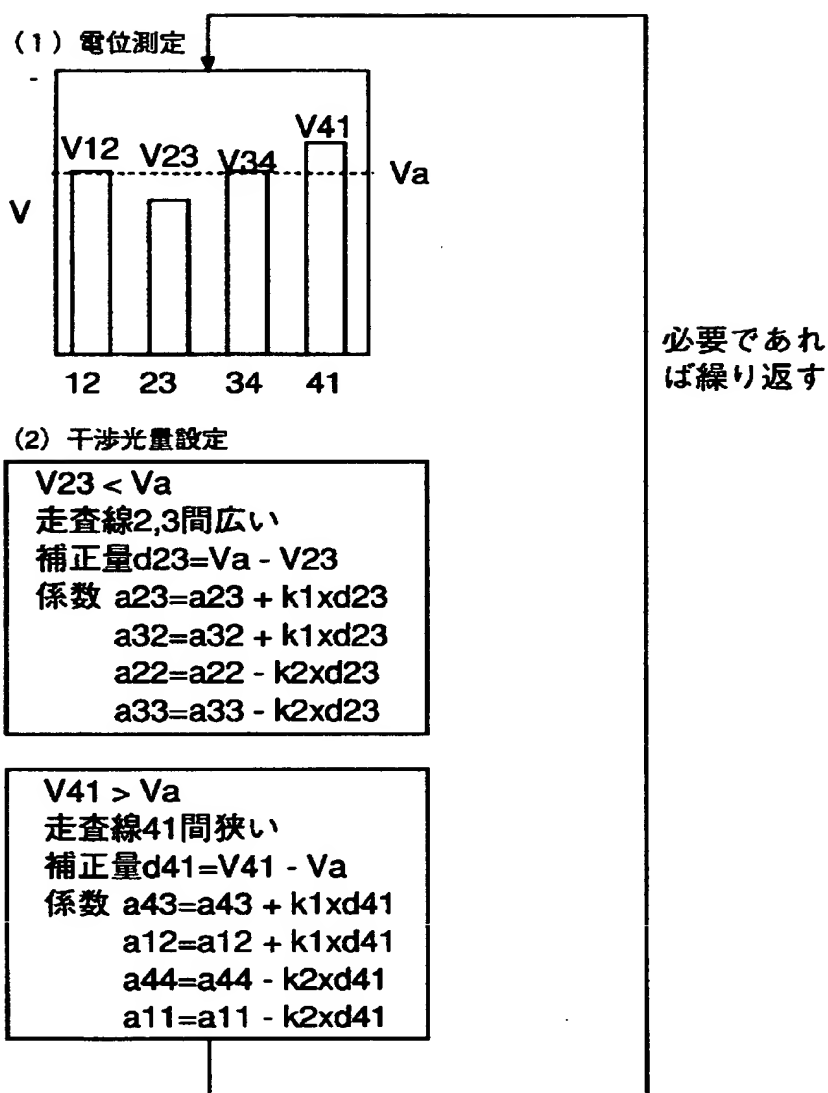 (1) 電位測定
V12 V23 V34 V41
Va
V
12 23 34 41
必要であれ
ば繰り返す
(2) 干渉光量設定
V23 < Va
走査線2,3間広い
補正量d23=Va - V23
係数 a23=a23 + k1xd23
a32=a32 + k1xd23
a22=a22 - k2xd23
a33=a33 - k2xd23
V41 > Va
走査線41間狭い
補正量d41=V41 - Va
係数 a43=a43 + k1xd41
a12=a12 + k1xd41
a44=a44 - k2xd41
a11=a11 - k2xd41